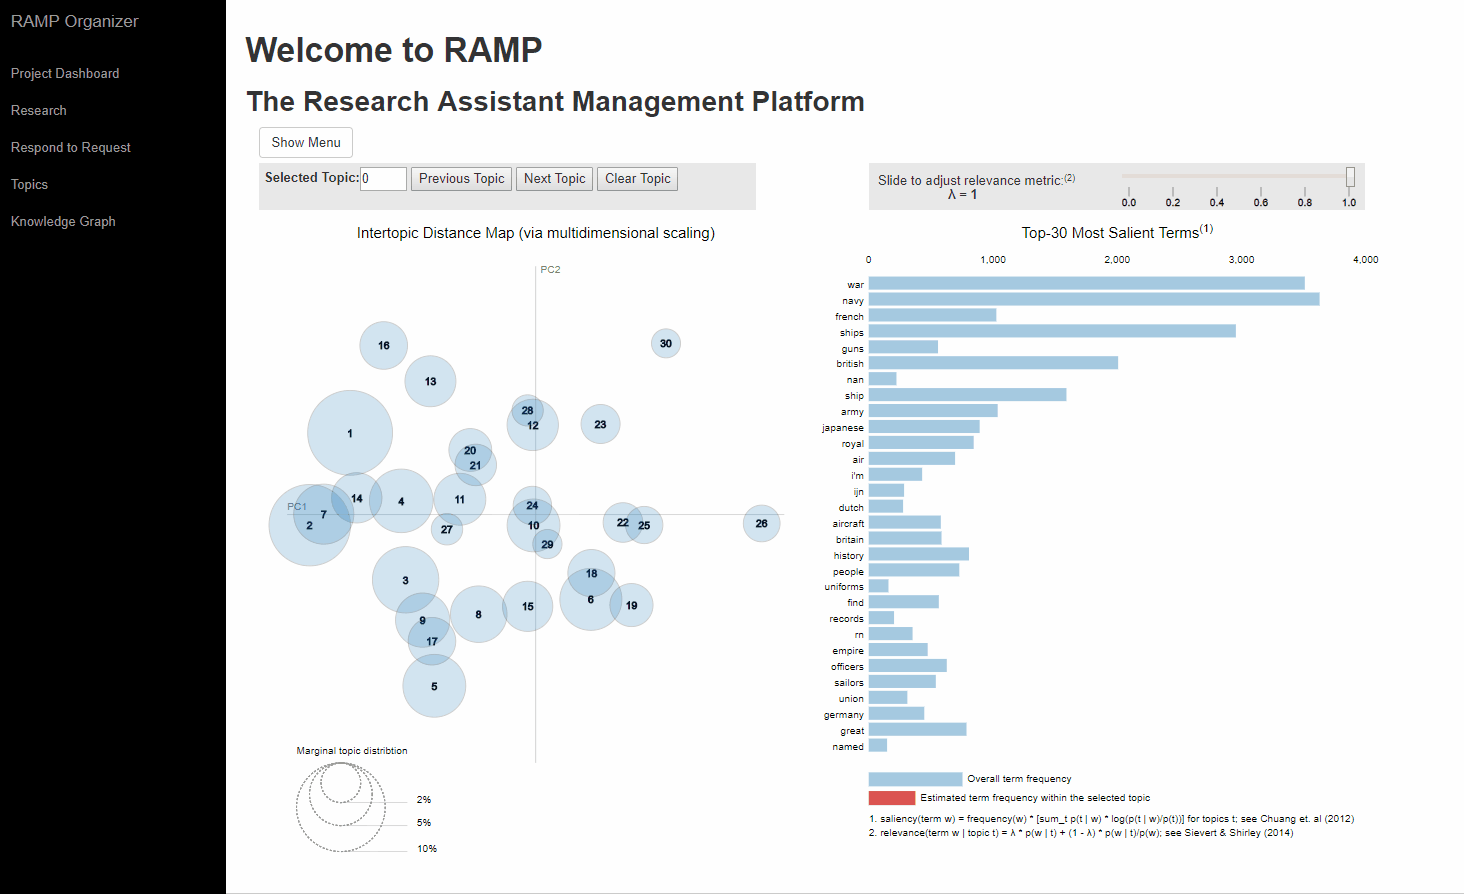 RAMP Organizer
Project Dashboard
Research
Respond to Request
Topics
Knowledge Graph
Welcome to RAMP
The Research Assistant Management Platform
Show Menu
Selected Topic: 0 Previous Topic Next Topic Clear Topic
Slide to adjust relevance metric:(2)
λ = 1
0.0 0.2 0.4 0.6 0.8 1.0
Intertopic Distance Map (via multidimensional scaling)
PC2
PC1
16
30
13
28
12
23
1
20
21
14
4
11
24
7
2
27
10
22
25
26
29
3
18
6
19
15
8
9
17
5
Marginal topic distribtion
2%
5%
10%
Top-30 Most Salient Terms(1)
0 1,000 2,000 3,000 4,000
war
navy
french
ships
guns
british
nan
ship
army
japanese
royal
air
i'm
ijn
dutch
aircraft
britain
history
people
uniforms
find
records
rn
empire
officers
sailors
union
germany
great
named
Overall term frequency
Estimated term frequency within the selected topic
1. saliency(term w) = frequency(w) * [sum_t p(t | w) * log(p(t | w)/p(t))] for topics t; see Chuang et. al (2012)
2. relevance(term w | topic t) = λ * p(w | t) + (1 - λ) * p(w | t)/p(w); see Sievert & Shirley (2014)